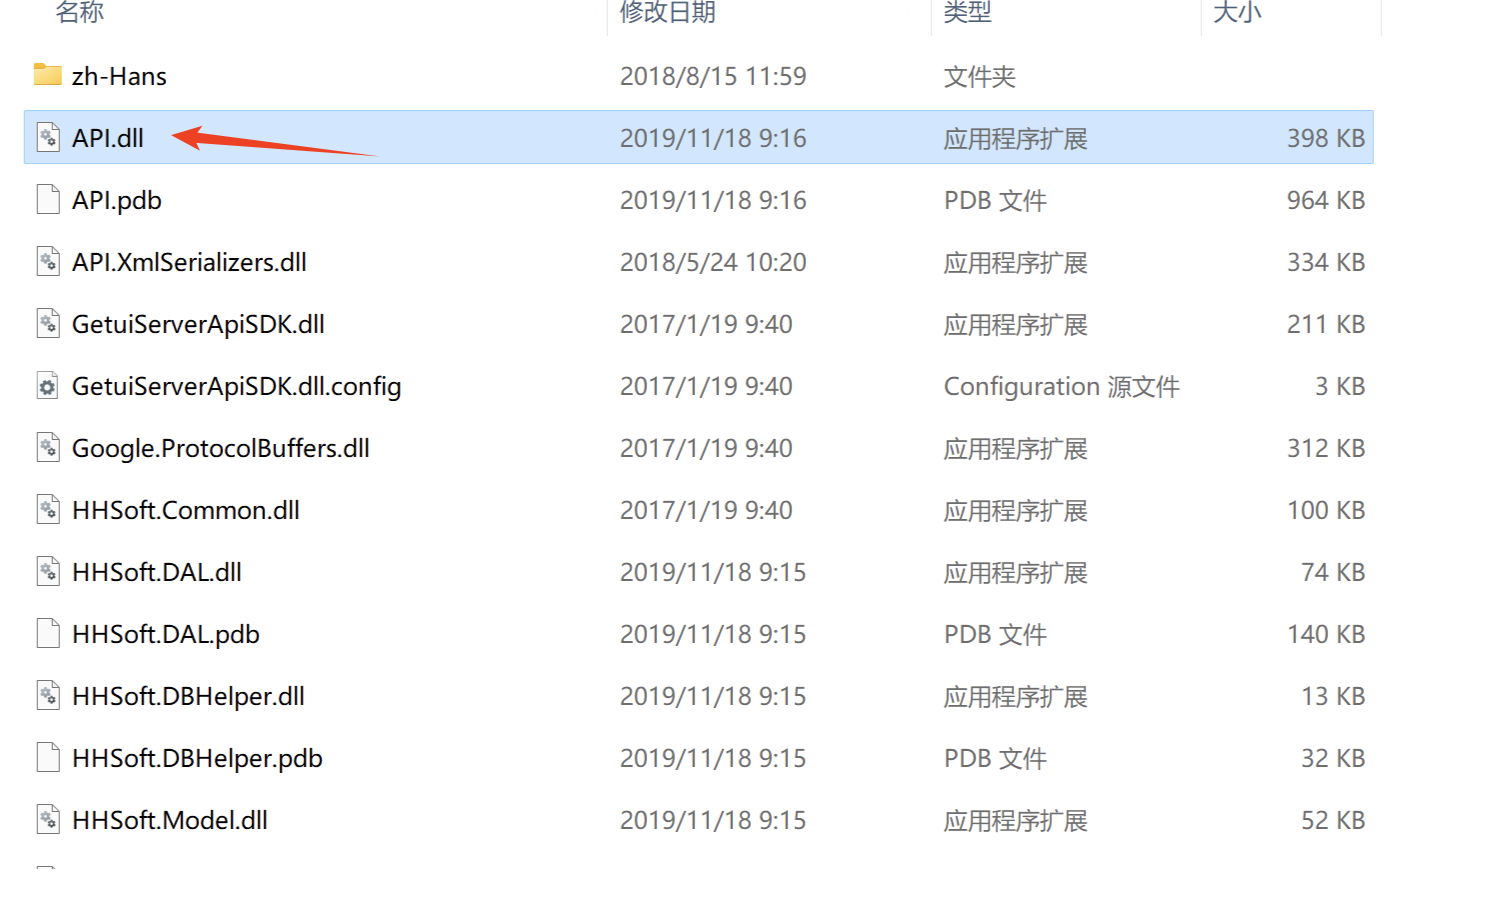 名称 修改日期 类型 大小
zh-Hans 2018/8/15 11:59 文件夹
API.dll 2019/11/18 9:16 应用程序扩展 398 KB
API.pdb 2019/11/18 9:16 PDB 文件 964 KB
API.XmlSerializers.dll 2018/5/24 10:20 应用程序扩展 334 KB
GetuiServerApiSDK.dll 2017/1/19 9:40 应用程序扩展 211 KB
GetuiServerApiSDK.dll.config 2017/1/19 9:40 Configuration 源文件 3 KB
Google.ProtocolBuffers.dll 2017/1/19 9:40 应用程序扩展 312 KB
HHSoft.Common.dll 2017/1/19 9:40 应用程序扩展 100 KB
HHSoft.DAL.dll 2019/11/18 9:15 应用程序扩展 74 KB
HHSoft.DAL.pdb 2019/11/18 9:15 PDB 文件 140 KB
HHSoft.DBHelper.dll 2019/11/18 9:15 应用程序扩展 13 KB
HHSoft.DBHelper.pdb 2019/11/18 9:15 PDB 文件 32 KB
HHSoft.Model.dll 2019/11/18 9:15 应用程序扩展 52 KB